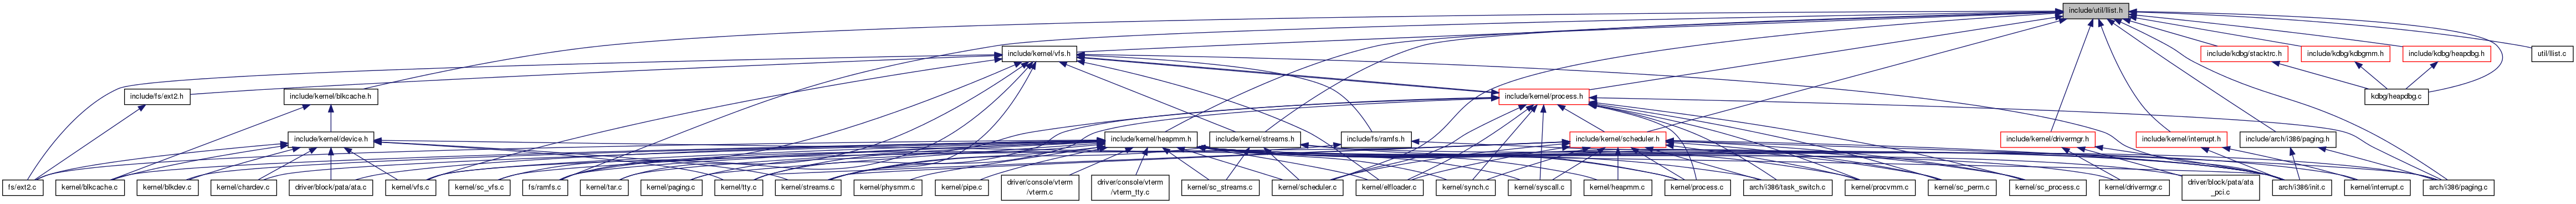 include/util/llist.h
include/kernel/vfs.h
include/kdbg/stacktrc.h
include/kdbg/kdbgmm.h
include/kdbg/heapdbg.h
util/llist.c
include/fs/ext2.h
include/kernel/blkcache.h
include/kernel/process.h
kdbg/heapdbg.c
include/kernel/device.h
include/kernel/heapmm.h
include/kernel/streams.h
include/fs/ramfs.h
include/kernel/scheduler.h
include/kernel/drivermgr.h
include/kernel/interrupt.h
include/arch/i386/paging.h
fs/ext2.c
kernel/blkcache.c
kernel/blkdev.c
kernel/chardev.c
driver/block/pata/ata.c
kernel/vfs.c
kernel/sc_vfs.c
fs/ramfs.c
kernel/tar.c
kernel/paging.c
kernel/tty.c
kernel/streams.c
kernel/physmm.c
kernel/pipe.c
driver/console/vterm
/vterm.c
driver/console/vterm
/vterm_tty.c
kernel/sc_streams.c
kernel/scheduler.c
kernel/elfloader.c
kernel/synch.c
kernel/syscall.c
kernel/heapmm.c
kernel/process.c
arch/i386/task_switch.c
kernel/procvmm.c
kernel/sc_perm.c
kernel/sc_process.c
kernel/drivermgr.c
driver/block/pata/ata
_pci.c
arch/i386/init.c
kernel/interrupt.c
arch/i386/paging.c